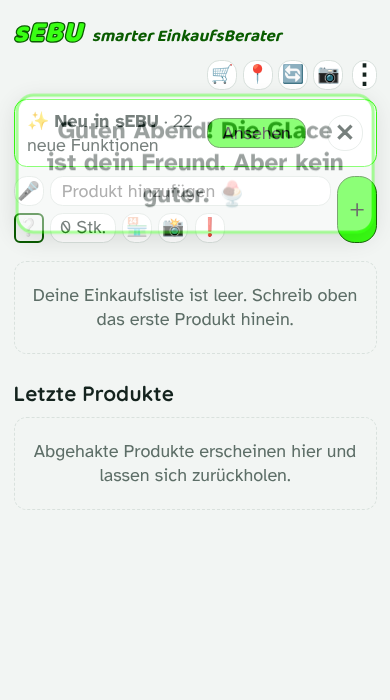 sEBU smarter EinkaufsBerater
✨ Neu in sEBU · 22
neue Funktionen
Ansehen
✕
Guten Abend! Die Glace
ist dein Freund. Aber kein
guter. 🍨
Produkt hinzufügen
+
0 Stk.
Deine Einkaufsliste ist leer. Schreib oben
das erste Produkt hinein.
Letzte Produkte
Abgehakte Produkte erscheinen hier und
lassen sich zurückholen.